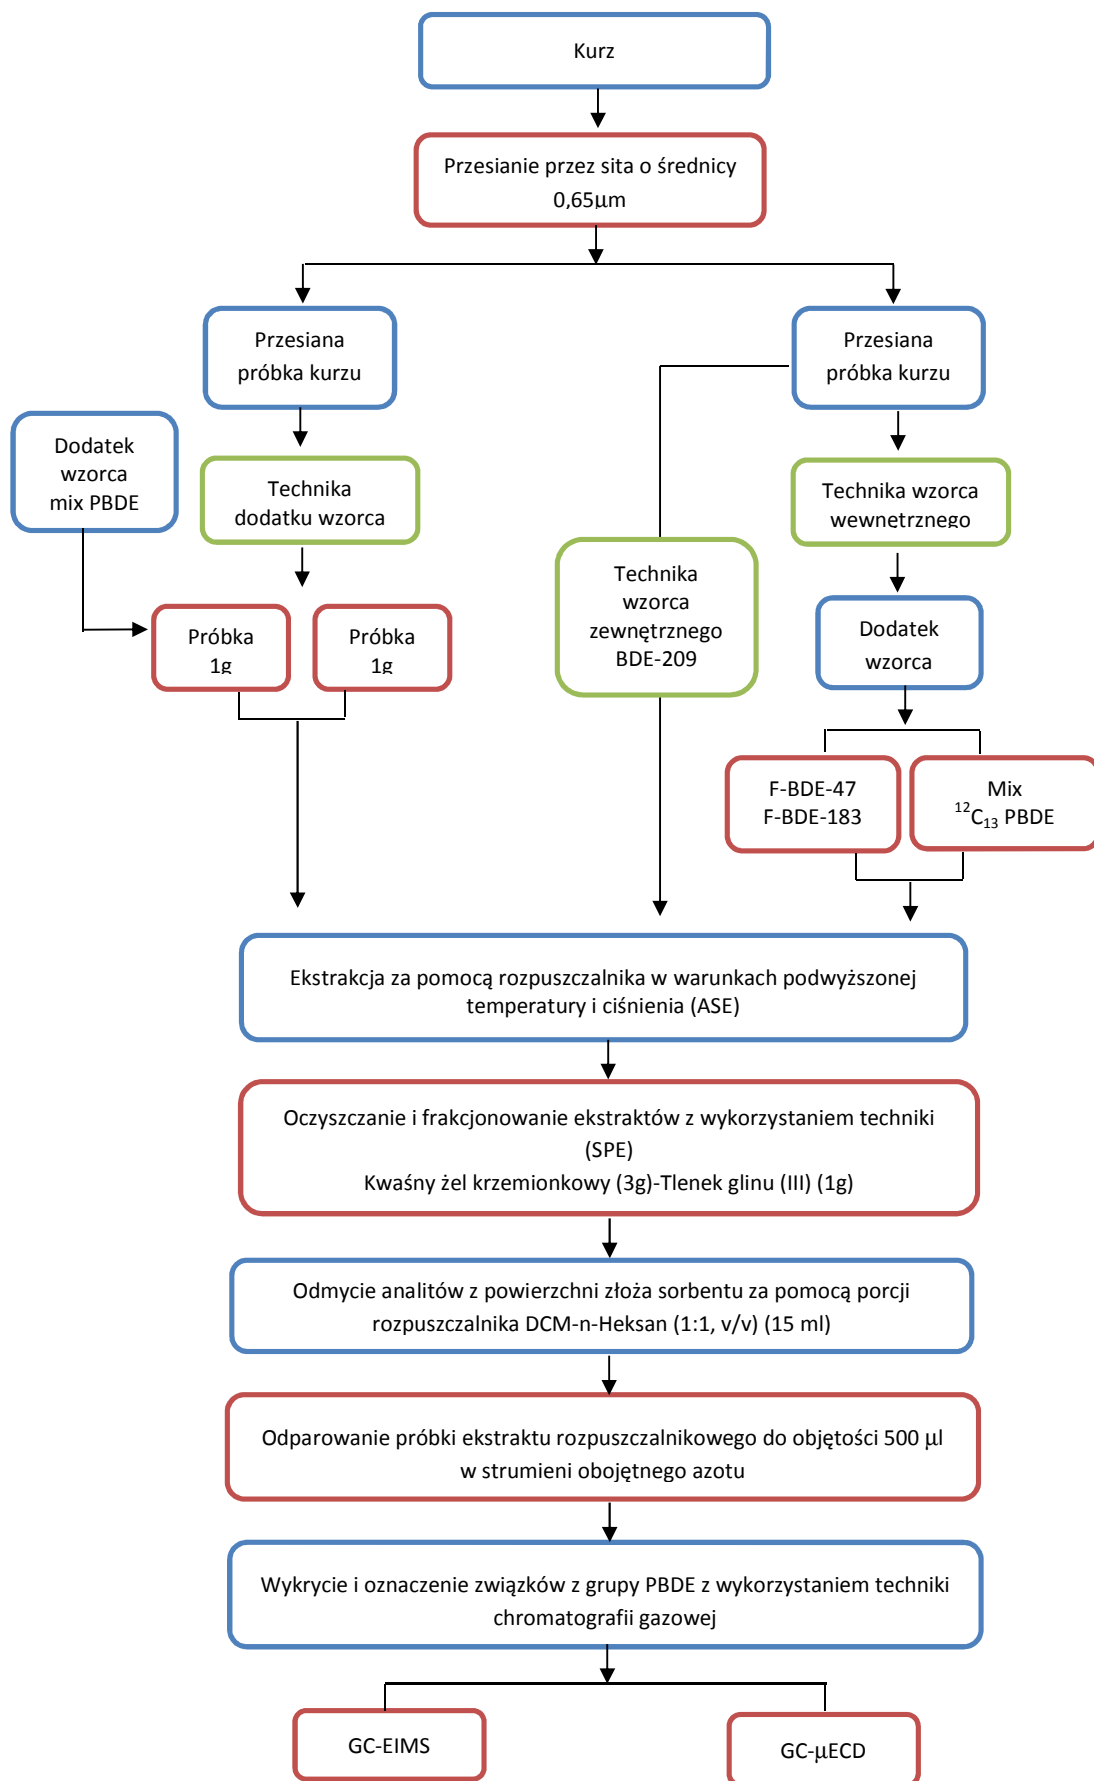 Kurz
Przesianie przez sita o średnicy
0,65µm
Przesiana
próbka kurzu
Przesiana
próbka kurzu
Dodatek
wzorca
mix PBDE
Technika
dodatku wzorca
Technika wzorca
wewnetrznego
Technika
wzorca
zewnętrznego
BDE-209
Próbka
1g
Próbka
1g
Dodatek
wzorca
F-BDE-47
F-BDE-183
Mix
¹²C₁₃ PBDE
Ekstrakcja za pomocą rozpuszczalnika w warunkach podwyższonej
temperatury i ciśnienia (ASE)
Oczyszczanie i frakcjonowanie ekstraktów z wykorzystaniem techniki
(SPE)
Kwaśny żel krzemionkowy (3g)-Tlenek glinu (III) (1g)
Odmycie analitów z powierzchni złoża sorbentu za pomocą porcji
rozpuszczalnika DCM-n-Heksan (1:1, v/v) (15 ml)
Odparowanie próbki ekstraktu rozpuszczalnikowego do objętości 500 µl
w strumieni obojętnego azotu
Wykrycie i oznaczenie związków z grupy PBDE z wykorzystaniem techniki
chromatografii gazowej
GC-EIMS
GC-µECD